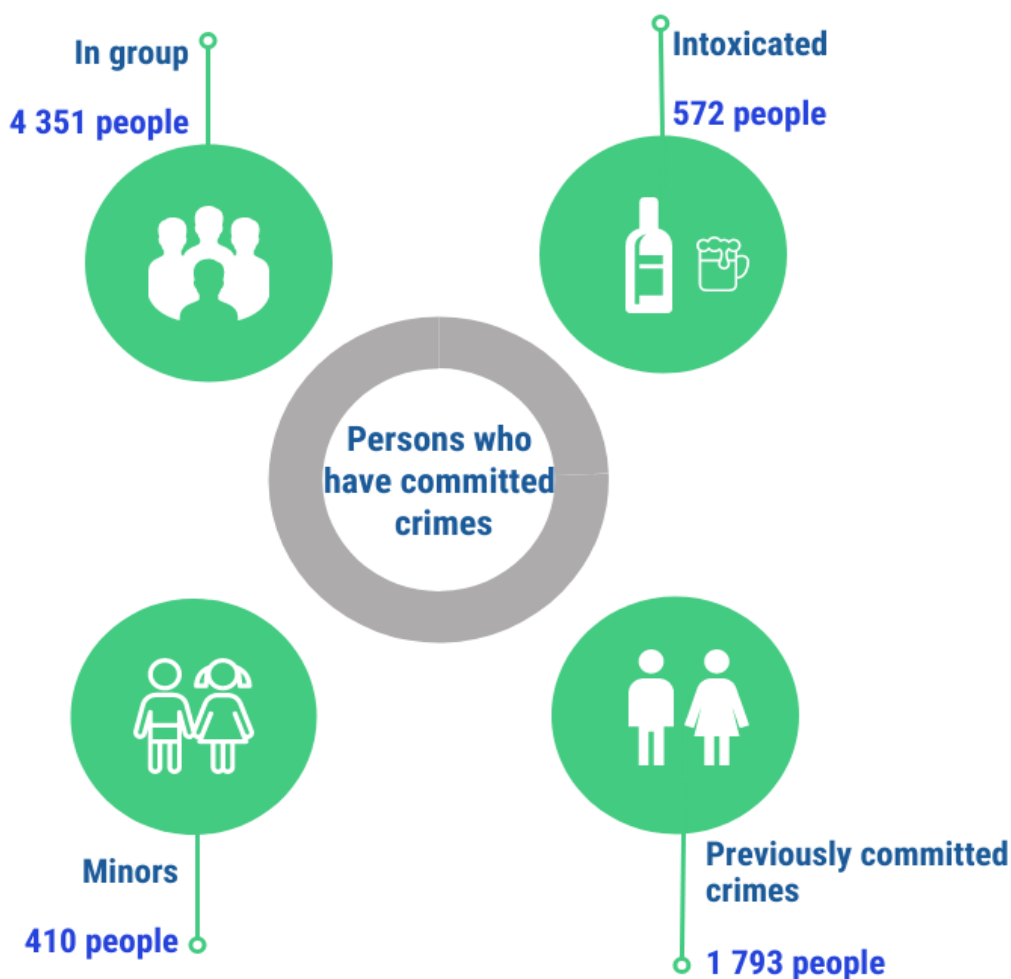 In group
4 351 people
Intoxicated
572 people
Persons who
have committed
crimes
Minors
410 people
Previously committed
crimes
1 793 people